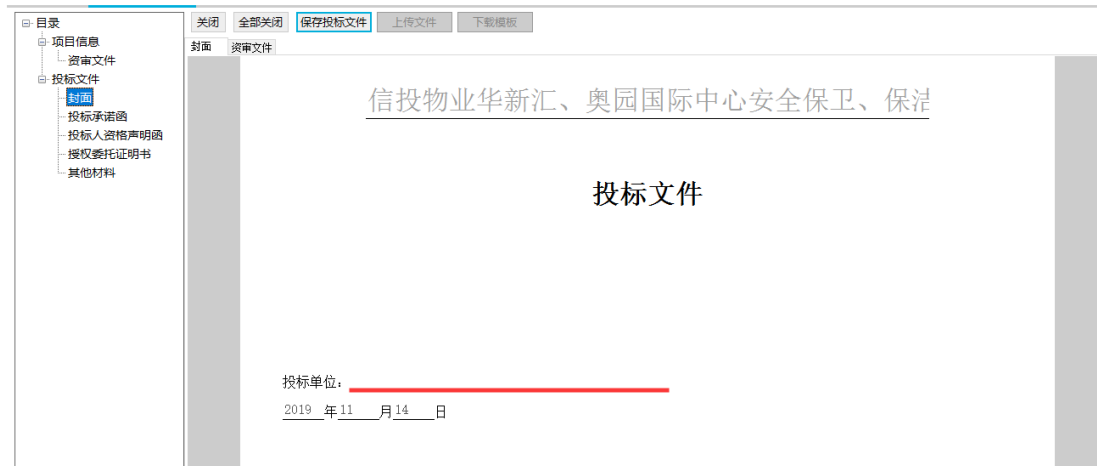 关闭 全部关闭 保存投标文件 上传文件 下载模板
封面 资审文件
目录
项目信息
资审文件
投标文件
封面
投标承诺函
投标人资格声明函
授权委托证明书
其他材料
信投物业华新汇、奥园国际中心安全保卫、保洁
投标文件
投标单位:
2019 年 11 月 14 日